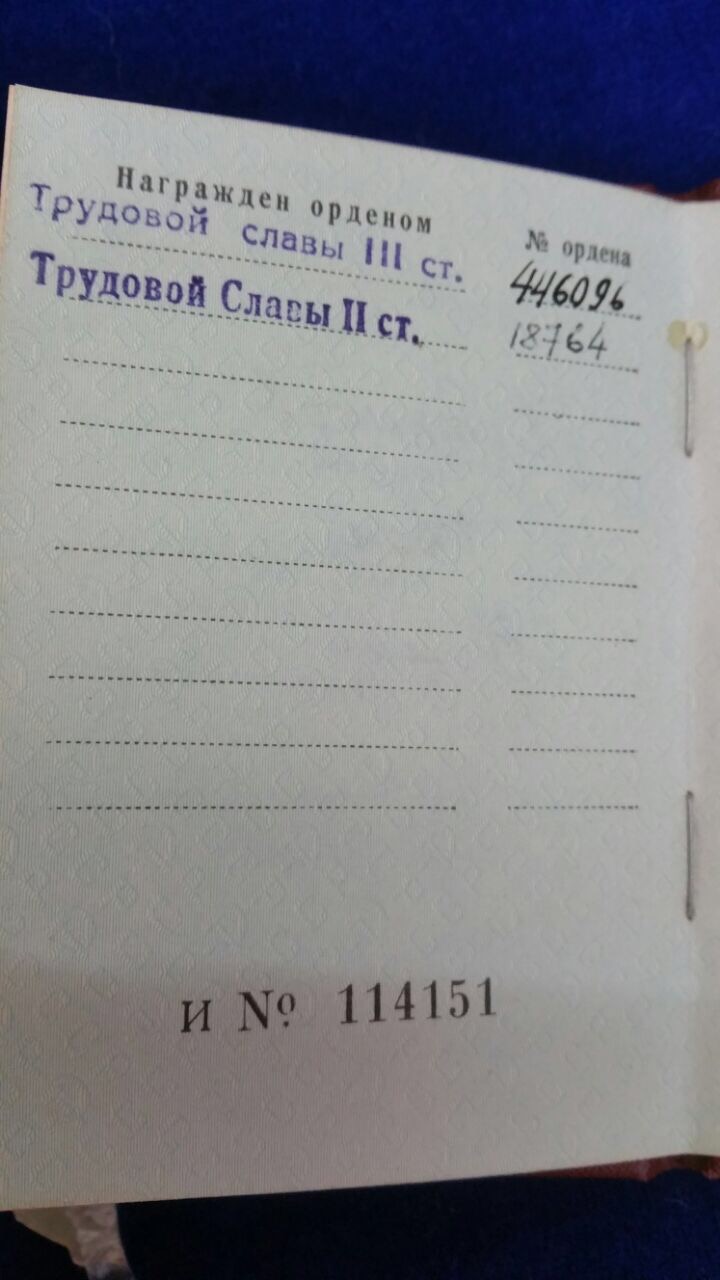 Награжден орденом № ордена
Трудовой славы III ст. 446096
Трудовой Славы II ст. 18764
И № 114151